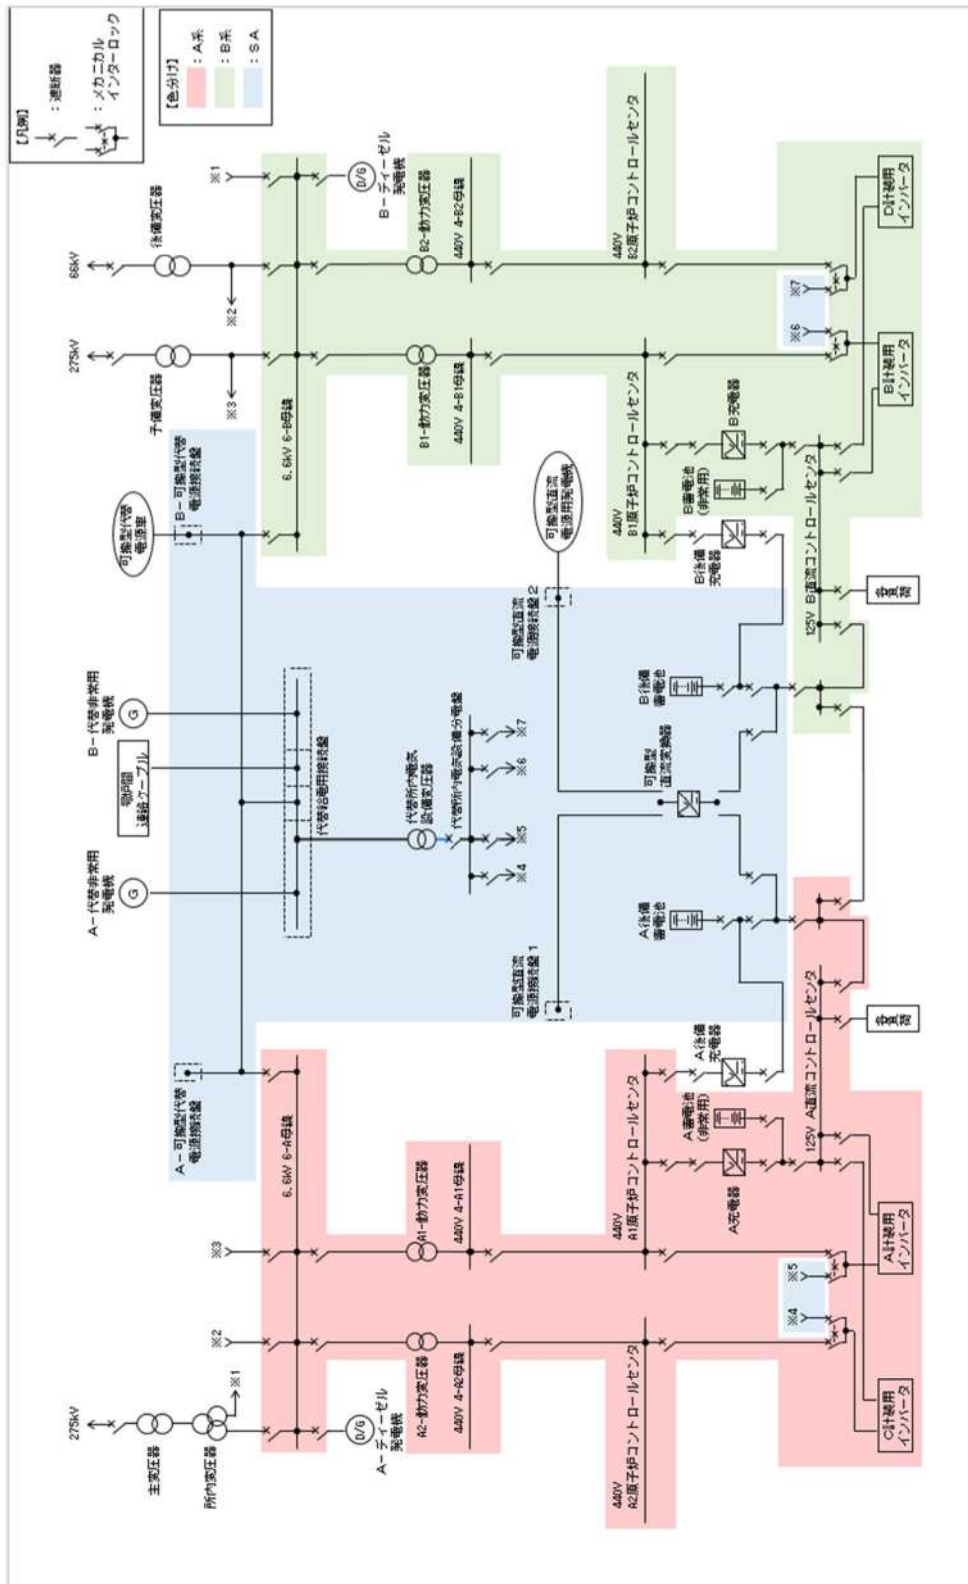 【凡例】
：遮断器
：メカニカル
インターロック
【色分け】
：A系
：B系
：SA
275kV
主変圧器
所内変圧器
※1
※2
※3
A－ディーゼル
発電機
D/G
6.6kV 6-A母線
A2-動力変圧器
440V 4-A2母線
A1-動力変圧器
440V 4-A1母線
440V
A2原子炉コントロールセンタ
440V
A1原子炉コントロールセンタ
A充電器
A蓄電池
(非常用)
A後備
充電器
125V A直流コントロールセンタ
各負荷
※4
※5
C計装用
インバータ
A計装用
インバータ
A－可搬型代替
電源接続盤
A－代替非常用
発電機
G
号炉間
連絡ケーブル
B－代替非常用
発電機
G
代替給電用接続盤
代替所内電気
設備変圧器
代替所内電気設備分電盤
※4
※5
※6
※7
可搬型直流
電源接続盤1
A後備
蓄電池
可搬型
直流変換器
B後備
蓄電池
可搬型直流
電源接続盤2
可搬型直流
電源用発電機
可搬型代替
電源車
B－可搬型代替
電源接続盤
275kV
予備変圧器
※3
66kV
後備変圧器
※2
※1
6.6kV 6-B母線
D/G
B－ディーゼル
発電機
B1-動力変圧器
440V 4-B1母線
B2-動力変圧器
440V 4-B2母線
440V
B1原子炉コントロールセンタ
440V
B2原子炉コントロールセンタ
B後備
充電器
B蓄電池
(非常用)
B充電器
125V B直流コントロールセンタ
各負荷
※6
※7
B計装用
インバータ
D計装用
インバータ